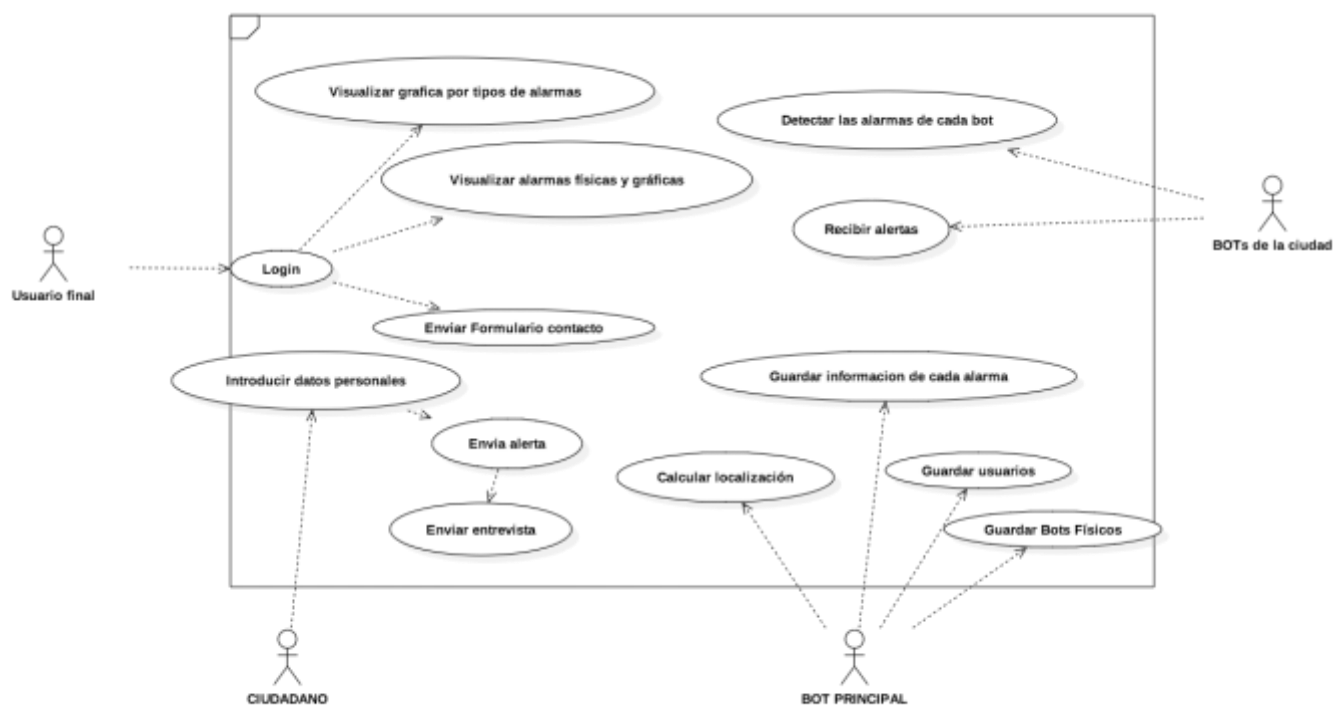 Visualizar grafica por tipos de alarmas
Detectar las alarmas de cada bot
Visualizar alarmas físicas y gráficas
Recibir alertas
BOTs de la ciudad
Login
Usuario final
Enviar Formulario contacto
Introducir datos personales
Guardar informacion de cada alarma
Envia alerta
Calcular localización
Guardar usuarios
Enviar entrevista
Guardar Bots Físicos
CIUDADANO
BOT PRINCIPAL